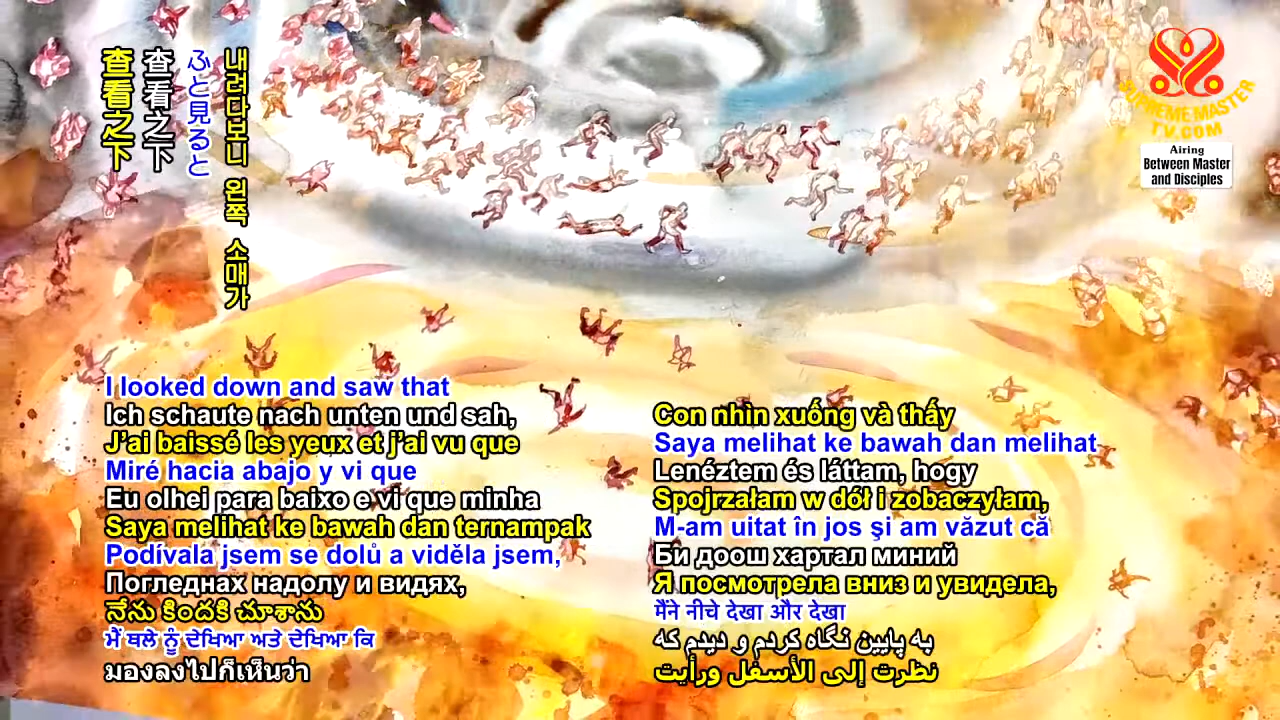 查看之下
查看之下
ふと見ると
내려다보니 왼쪽 소매가
SUPREME MASTER
TV.COM
Airing
Between Master
and Disciples
I looked down and saw that
Ich schaute nach unten und sah,
J’ai baissé les yeux et j’ai vu que
Miré hacia abajo y vi que
Eu olhei para baixo e vi que minha
Saya melihat ke bawah dan ternampak
Podívala jsem se dolů a viděla jsem,
Погледнах надолу и видях,
నేను కిందకి చూశాను
ਮੈਂ ਥਲੇ ਨੂੰ ਦੇਖਿਆ ਅਤੇ ਦੇਖਿਆ ਕਿ
มองลงไปก็เห็นว่า
Con nhìn xuống và thấy
Saya melihat ke bawah dan melihat
Lenéztem és láttam, hogy
Spojrzałam w dół i zobaczyłam,
M-am uitat în jos şi am văzut că
Би доош хартал миний
Я посмотрела вниз и увидела,
मैंने नीचे देखा और देखा
به پایین نگاه کردم و دیدم که
نظرت إلى الأسفل ورأيت